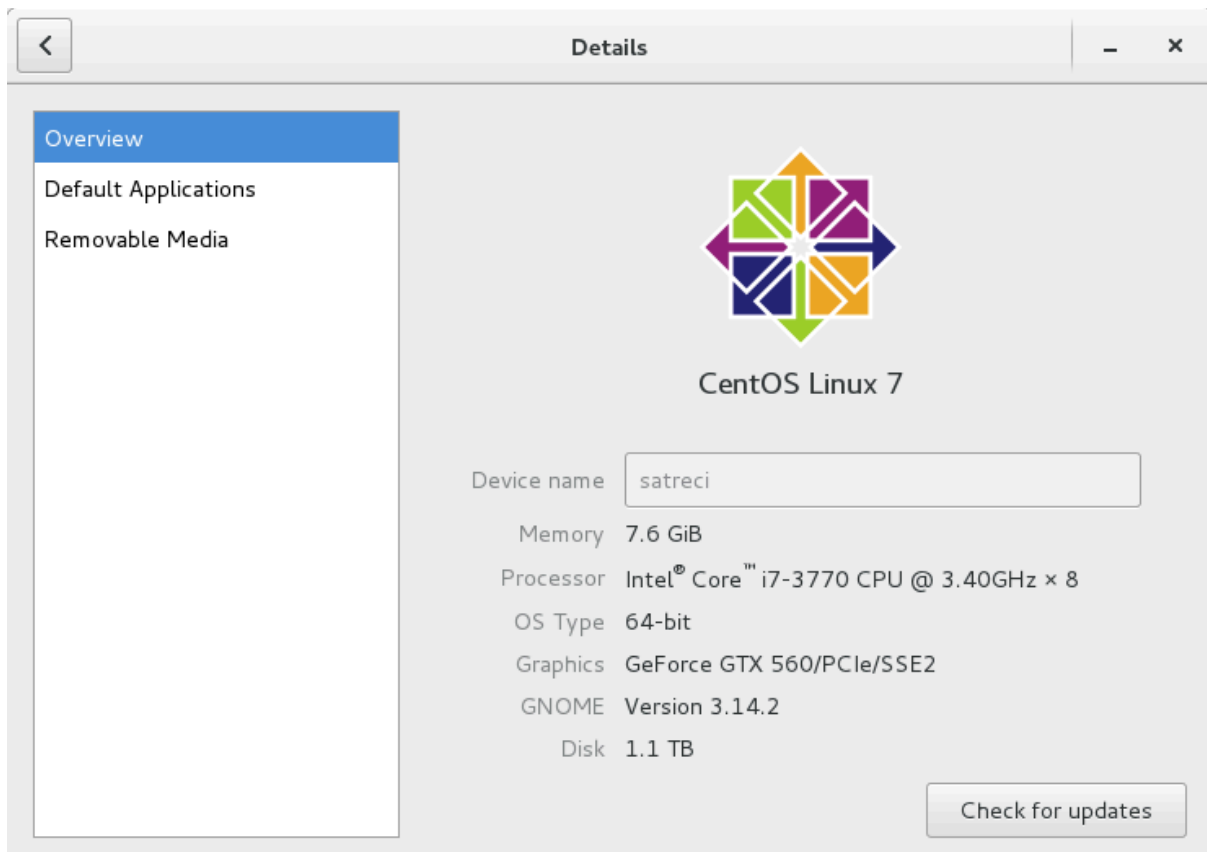 Details
Overview
Default Applications
Removable Media
CentOS Linux 7
Device name satreci
Memory 7.6 GiB
Processor Intel® Core™ i7-3770 CPU @ 3.40GHz × 8
OS Type 64-bit
Graphics GeForce GTX 560/PCIe/SSE2
GNOME Version 3.14.2
Disk 1.1 TB
Check for updates